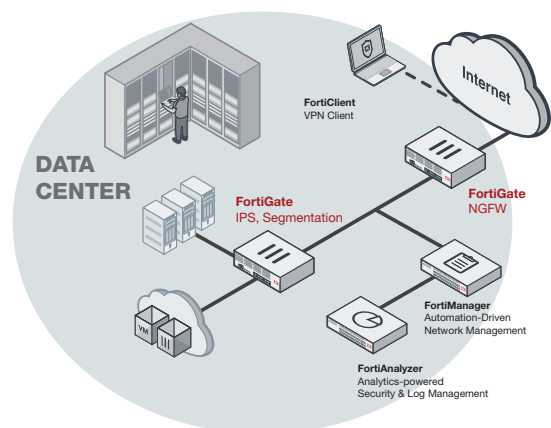 Internet
FortiClient
VPN Client
DATA
CENTER
FortiGate
IPS, Segmentation
FortiGate
NGFW
VM
FortiManager
Automation-Driven
Network Management
FortiAnalyzer
Analytics-powered
Security & Log Management